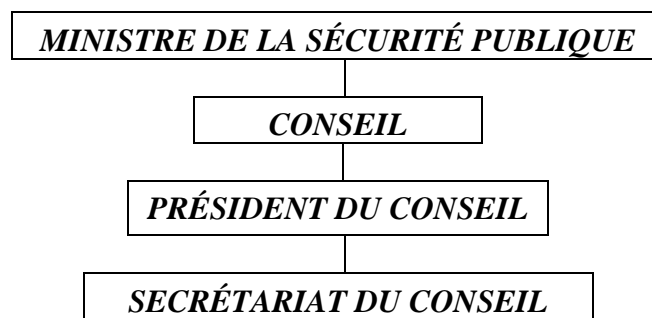 MINISTRE DE LA SÉCURITÉ PUBLIQUE
CONSEIL
PRÉSIDENT DU CONSEIL
SECRÉTARIAT DU CONSEIL